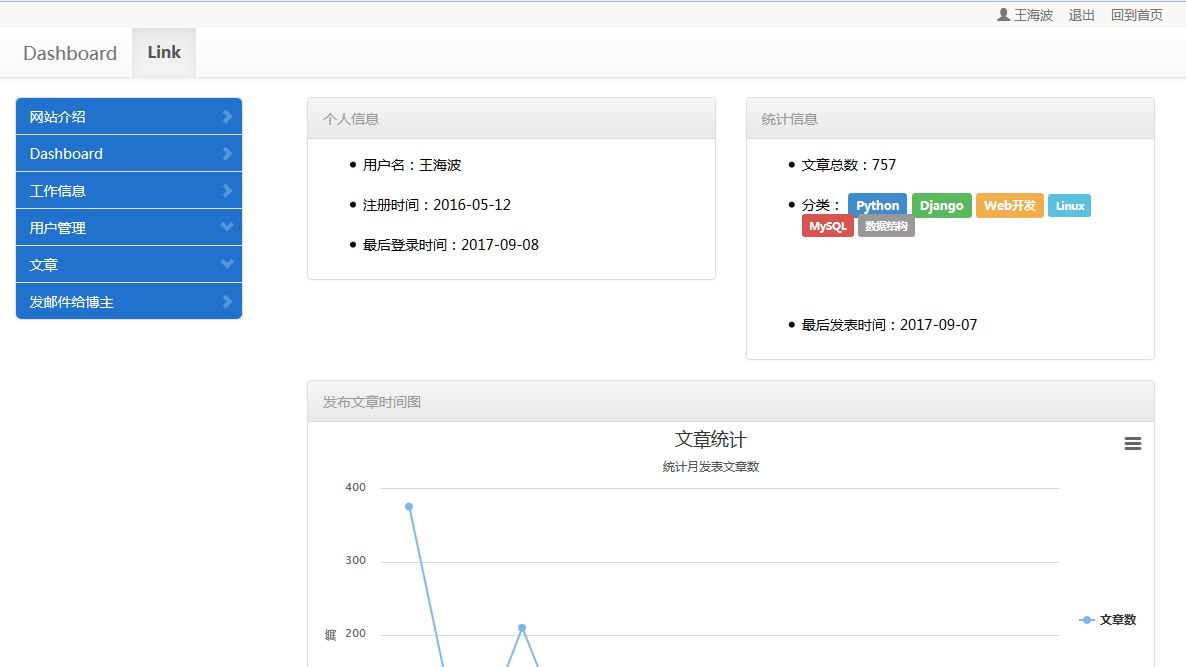 王海波 退出 回到首页
Dashboard Link
网站介绍
Dashboard
工作信息
用户管理
文章
发邮件给博主
个人信息
用户名：王海波
注册时间：2016-05-12
最后登录时间：2017-09-08
统计信息
文章总数：757
分类： Python Django Web开发 Linux
MySQL 数据结构
最后发表时间：2017-09-07
发布文章时间图
文章统计
统计月发表文章数
400
300
200
文章数